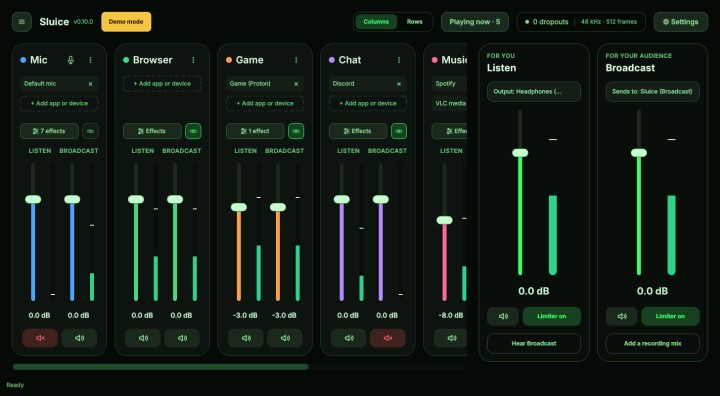 Sluice v0.10.0 Demo mode Columns Rows Playing now · 5 0 dropouts 48 kHz · 512 frames Settings
Mic
Default mic ×
+ Add app or device
7 effects
LISTEN BROADCAST
0.0 dB 0.0 dB
Browser
+ Add app or device
Effects
LISTEN BROADCAST
0.0 dB 0.0 dB
Game
Game (Proton) ×
+ Add app or device
1 effect
LISTEN BROADCAST
-3.0 dB -3.0 dB
Chat
Discord ×
+ Add app or device
Effects
LISTEN BROADCAST
0.0 dB 0.0 dB
Music
Spotify
VLC media
Effec
LISTEN
-8.0 dB
FOR YOU
Listen
Output: Headphones (...
0.0 dB
Limiter on
Hear Broadcast
FOR YOUR AUDIENCE
Broadcast
Sends to: Sluice (Broadcast)
0.0 dB
Limiter on
Add a recording mix
Ready